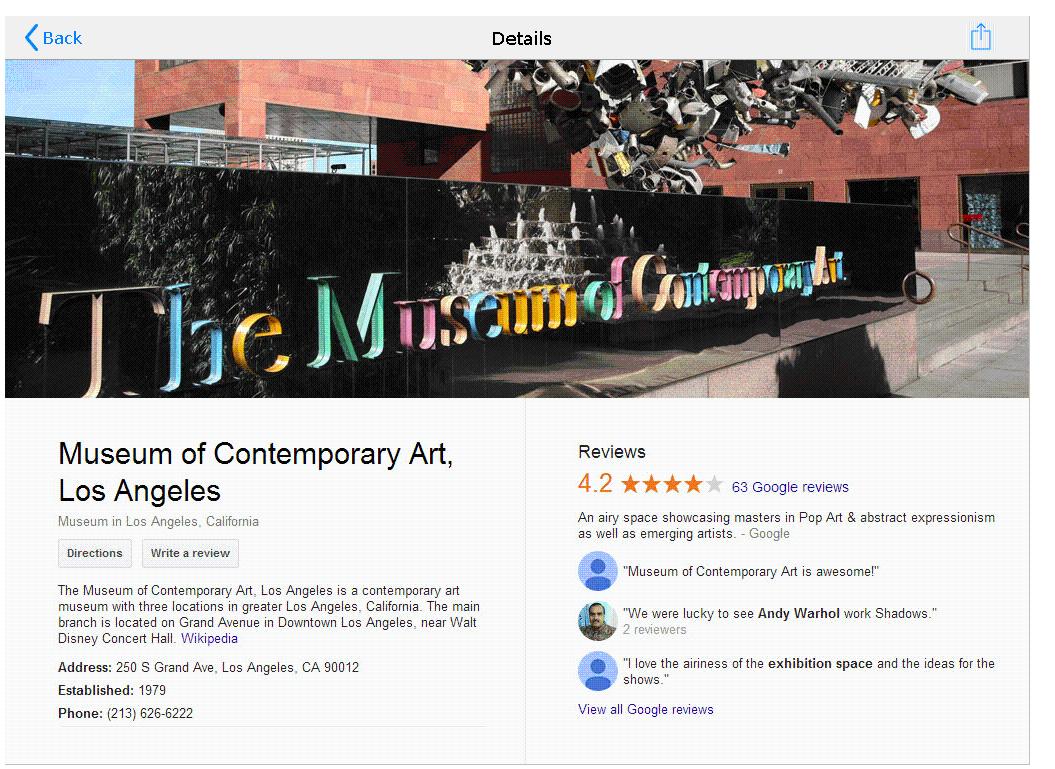 Back
Details
The Museum of Contemporary Art
Museum of Contemporary Art,
Los Angeles
Museum in Los Angeles, California
Directions
Write a review
The Museum of Contemporary Art, Los Angeles is a contemporary art
museum with three locations in greater Los Angeles, California. The main
branch is located on Grand Avenue in Downtown Los Angeles, near Walt
Disney Concert Hall. Wikipedia
Address: 250 S Grand Ave, Los Angeles, CA 90012
Established: 1979
Phone: (213) 626-6222
Reviews
4.2 63 Google reviews
An airy space showcasing masters in Pop Art & abstract expressionism
as well as emerging artists. - Google
"Museum of Contemporary Art is awesome!"
"We were lucky to see Andy Warhol work Shadows."
2 reviewers
"I love the airiness of the exhibition space and the ideas for the
shows."
View all Google reviews